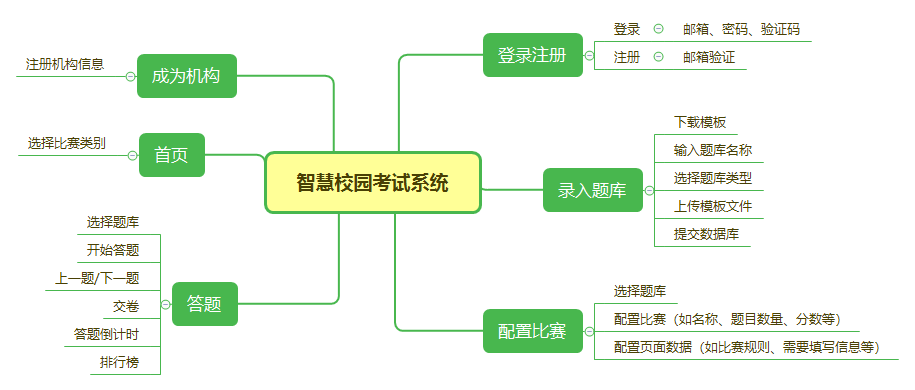 智慧校园考试系统
登录注册
登录
邮箱、密码、验证码
注册
邮箱验证
录入题库
下载模板
输入题库名称
选择题库类型
上传模板文件
提交数据库
配置比赛
选择题库
配置比赛（如名称、题目数量、分数等）
配置页面数据（如比赛规则、需要填写信息等）
成为机构
注册机构信息
首页
选择比赛类别
答题
选择题库
开始答题
上一题/下一题
交卷
答题倒计时
排行榜